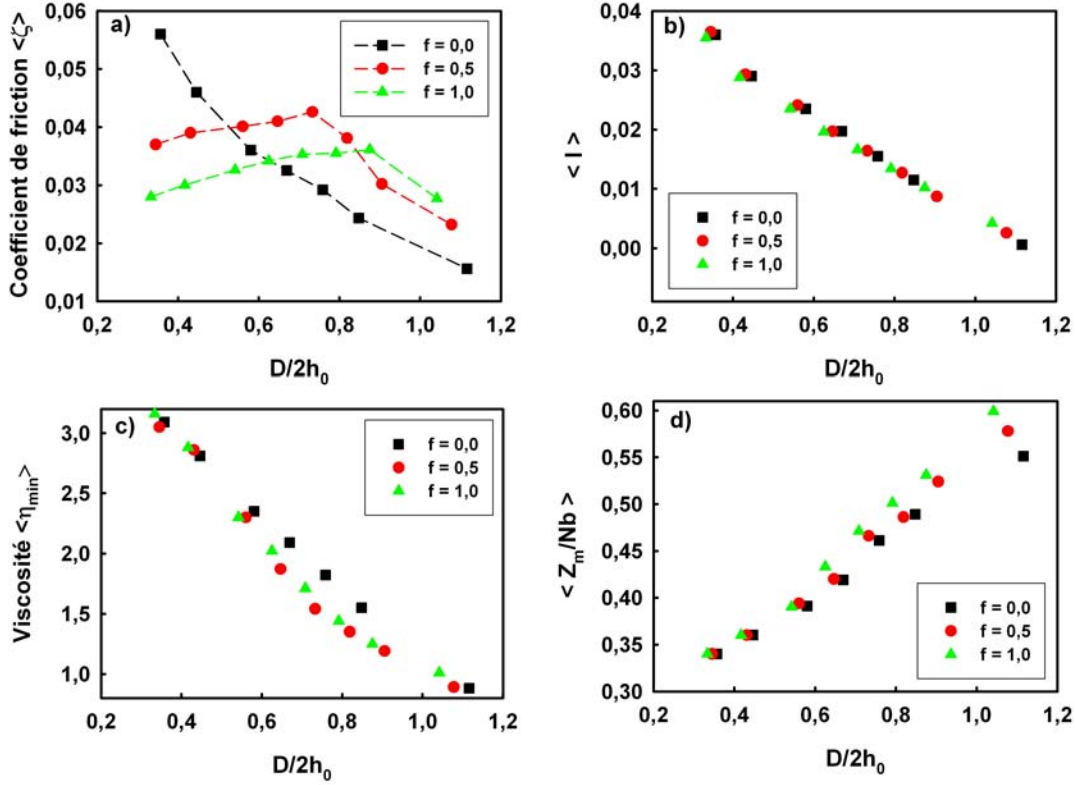 a)
Coefficient de friction <ζ>
0,06
0,05
0,04
0,03
0,02
0,01
f = 0,0
f = 0,5
f = 1,0
0,2 0,4 0,6 0,8 1,0 1,2
D/2h₀
b)
< I >
0,04
0,03
0,02
0,01
0,00
f = 0,0
f = 0,5
f = 1,0
0,2 0,4 0,6 0,8 1,0 1,2
D/2h₀
c)
Viscosité <η_min>
3,0
2,5
2,0
1,5
1,0
f = 0,0
f = 0,5
f = 1,0
0,2 0,4 0,6 0,8 1,0 1,2
D/2h₀
d)
< Z_m/Nb >
0,60
0,55
0,50
0,45
0,40
0,35
0,30
f = 0,0
f = 0,5
f = 1,0
0,2 0,4 0,6 0,8 1,0 1,2
D/2h₀